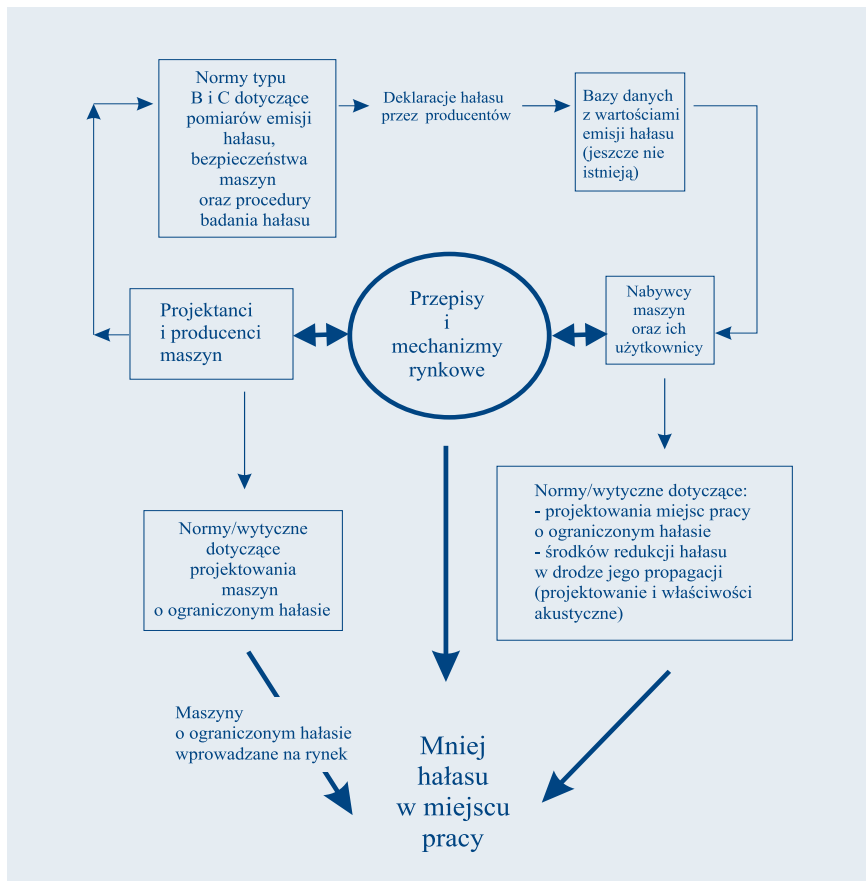 Normy typu
B i C dotyczące
pomiarów emisji
hałasu,
bezpieczeństwa
maszyn
oraz procedury
badania hałasu
Deklaracje hałasu
przez producentów
Bazy danych
z wartościami
emisji hałasu
(jeszcze nie
istnieją)
Projektanci
i producenci
maszyn
Przepisy
i
mechanizmy
rynkowe
Nabywcy
maszyn
oraz ich
użytkownicy
Normy/wytyczne
dotyczące
projektowania
maszyn
o ograniczonym hałasie
Normy/wytyczne dotyczące:
- projektowania miejsc pracy
o ograniczonym hałasie
- środków redukcji hałasu
w drodze jego propagacji
(projektowanie i właściwości
akustyczne)
Maszyny
o ograniczonym hałasie
wprowadzane na rynek
Mniej
hałasu
w miejscu
pracy